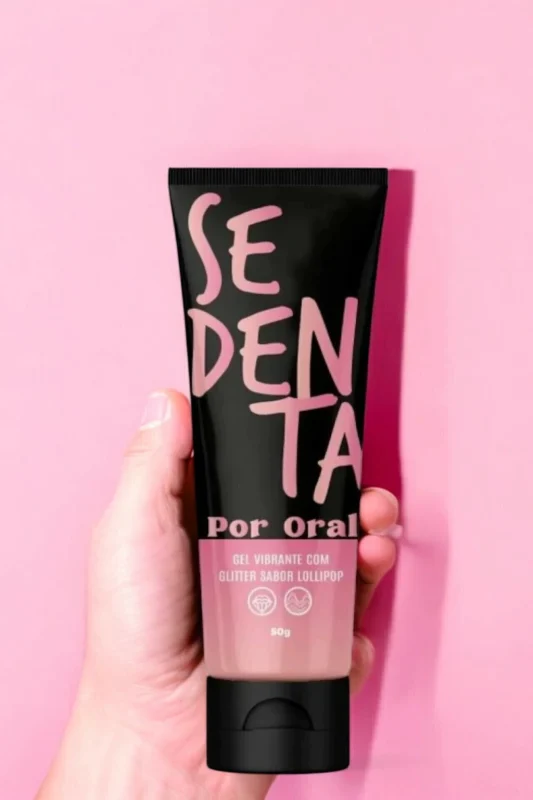 SE
DEN
TA
Por Oral
GEL VIBRANTE COM
GLITTER SABOR LOLLIPOP
50g